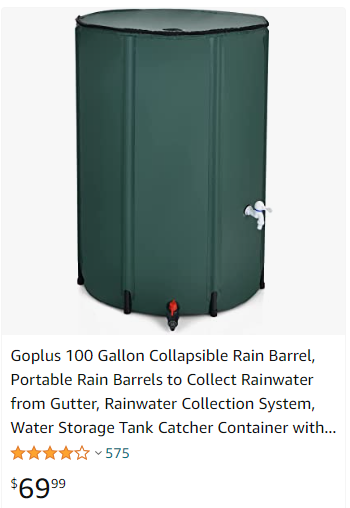 Goplus 100 Gallon Collapsible Rain Barrel,
Portable Rain Barrels to Collect Rainwater
from Gutter, Rainwater Collection System,
Water Storage Tank Catcher Container with...
575
$69.99